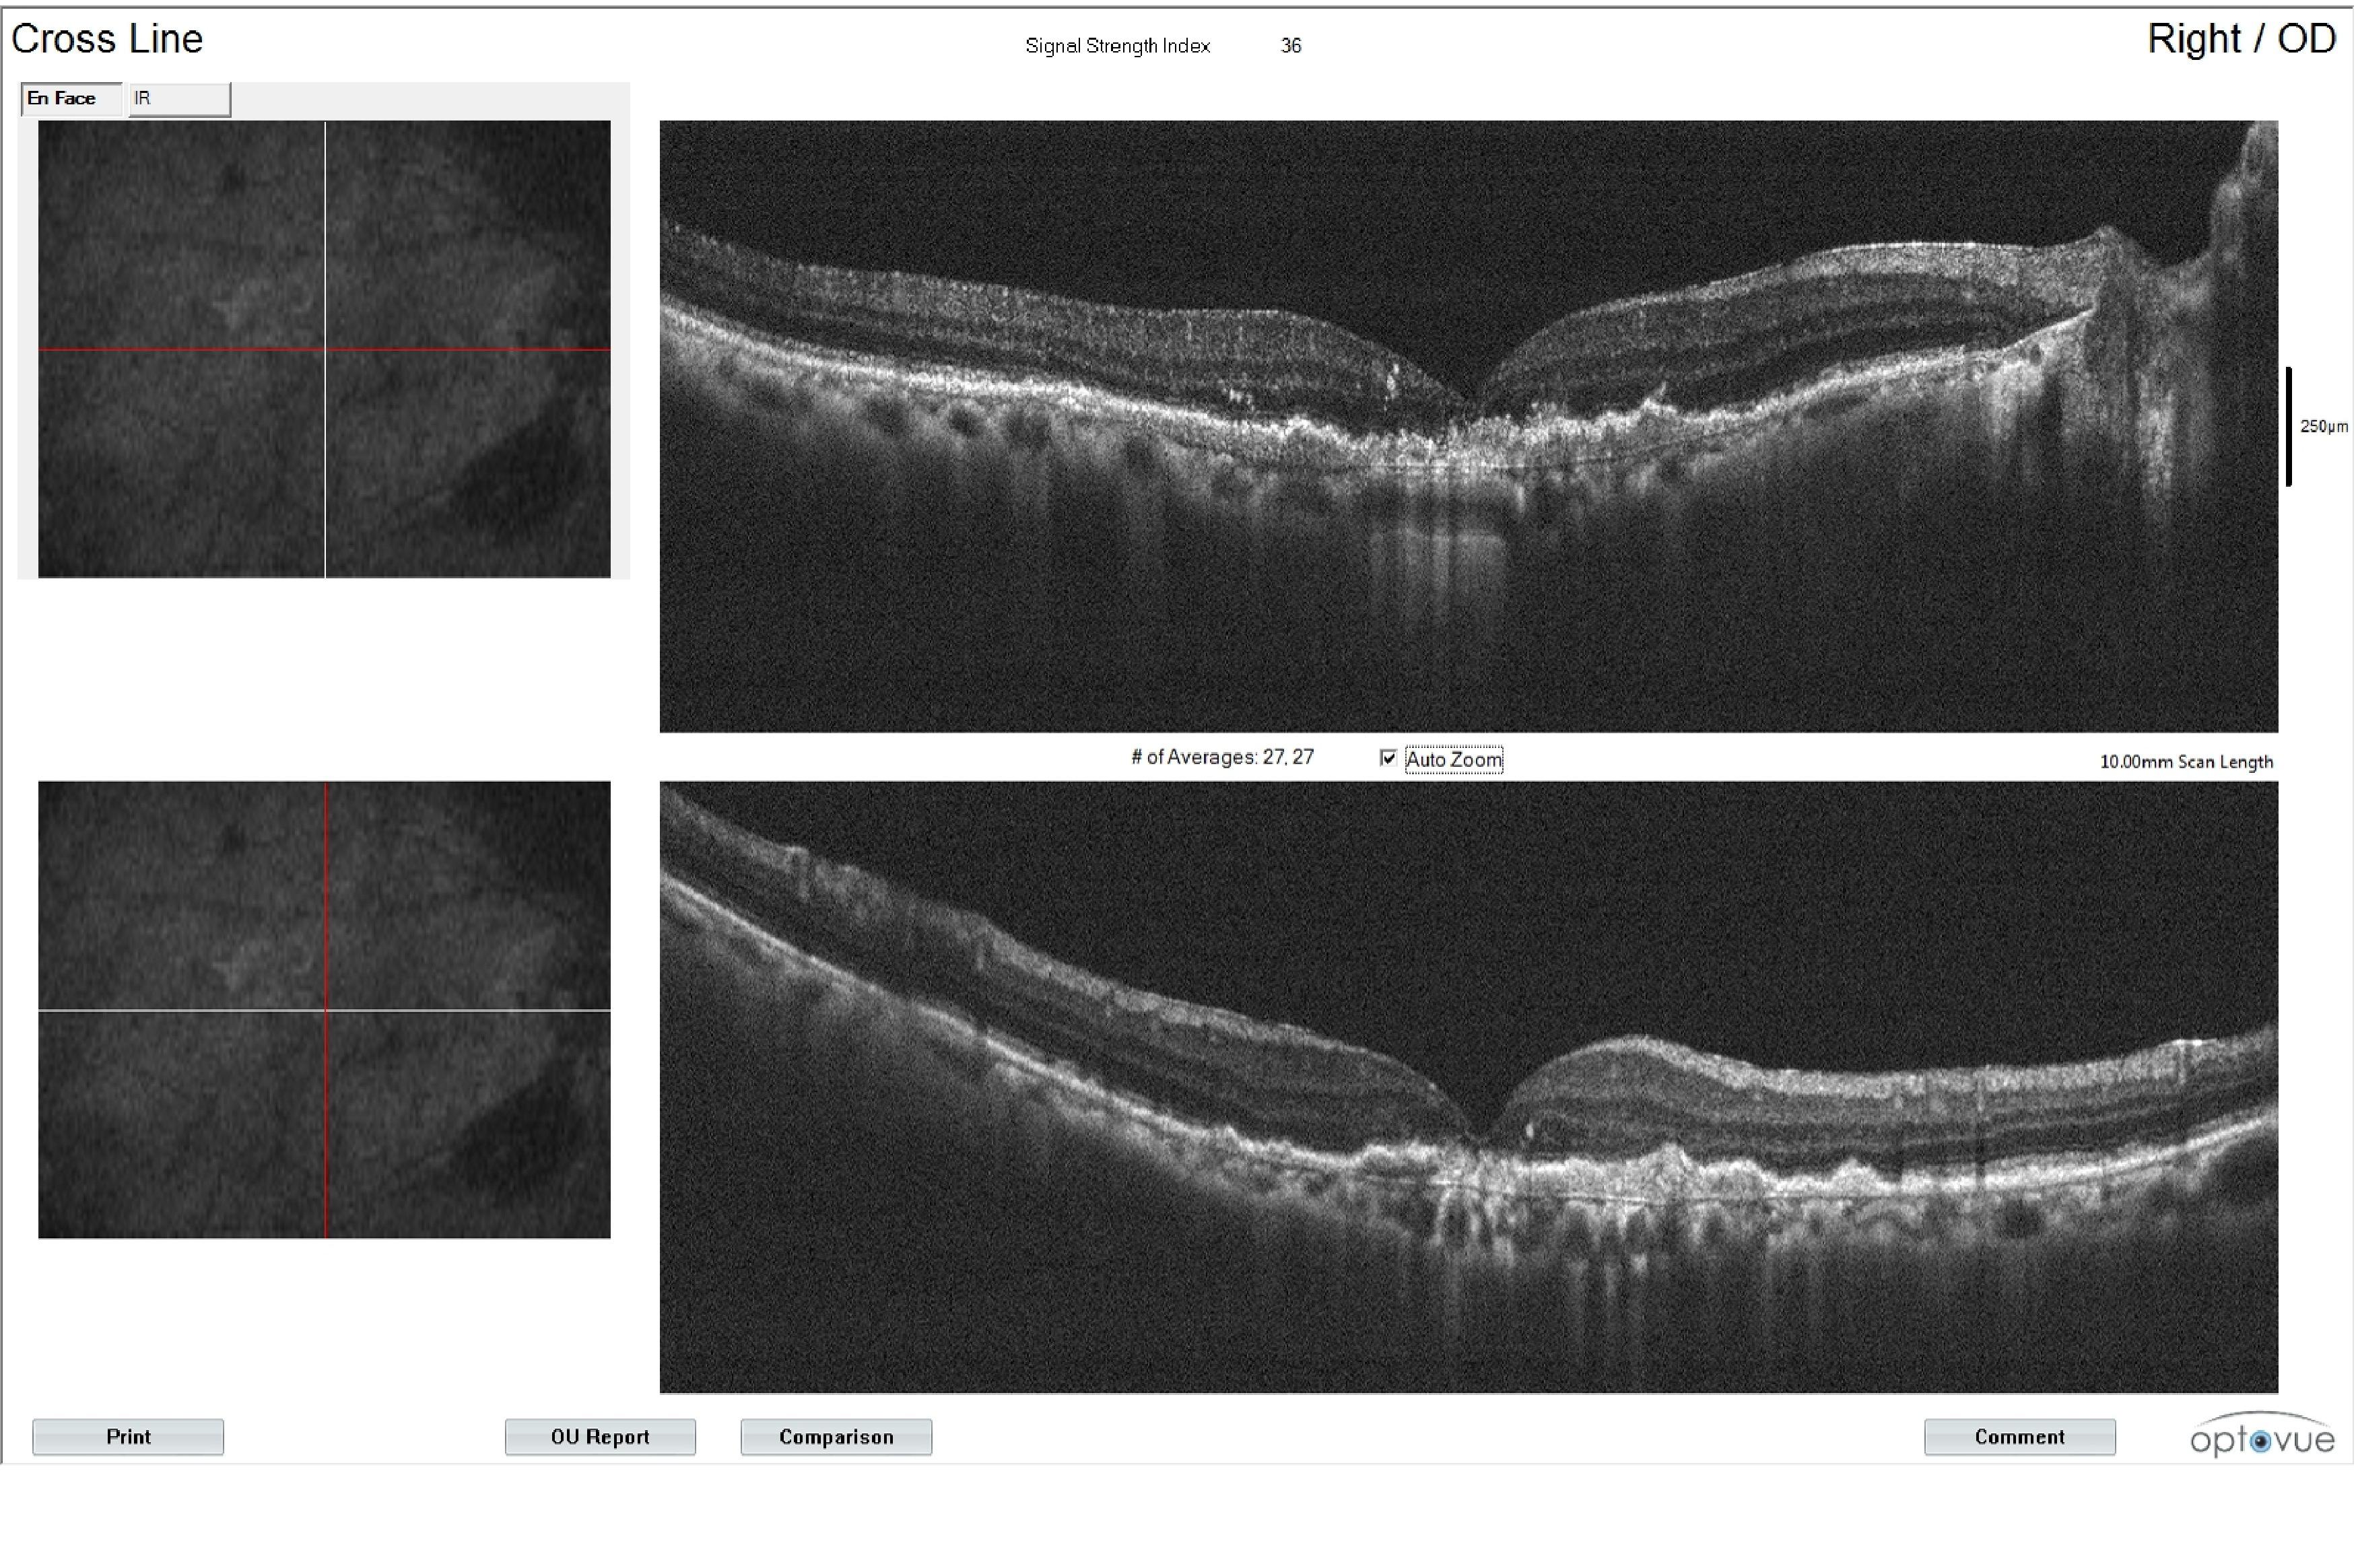 Cross Line
Signal Strength Index 36
Right / OD
En Face
IR
250µm
# of Averages: 27, 27
Auto Zoom
10.00mm Scan Length
Print
OU Report
Comparison
Comment
optovue